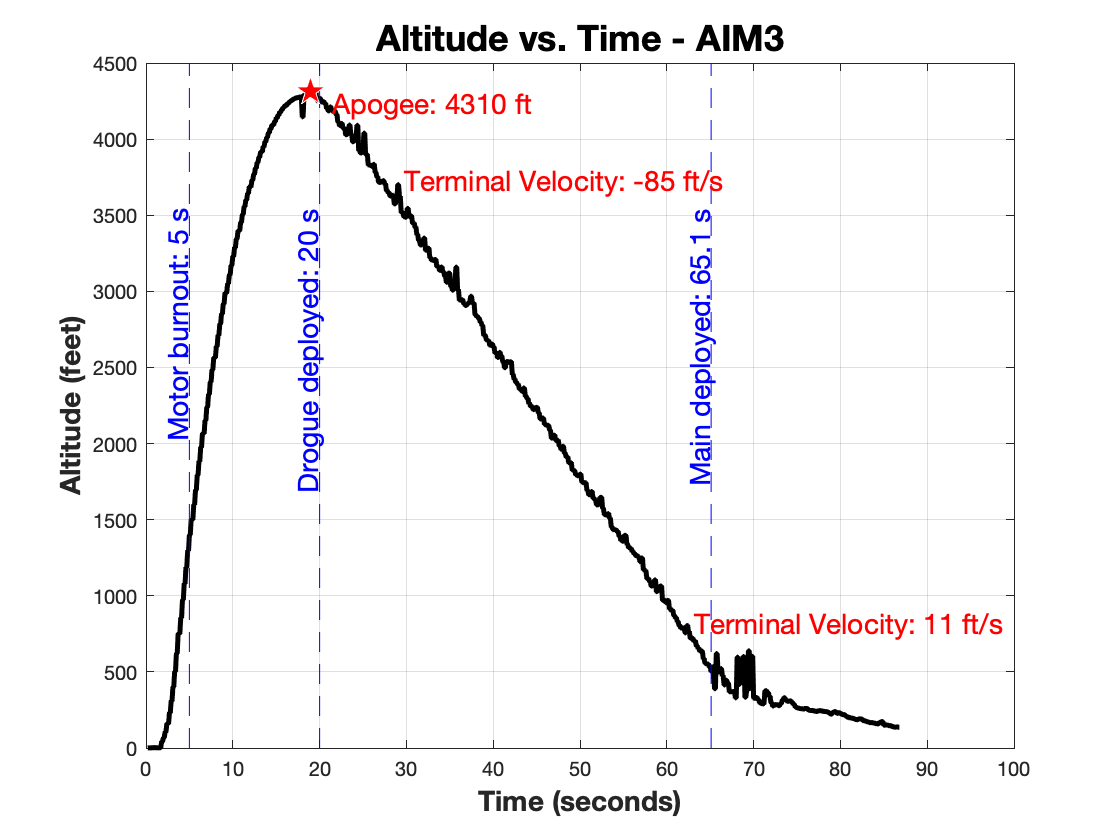 Altitude vs. Time - AIM3
4500
4000
3500
3000
2500
2000
1500
1000
500
0
Altitude (feet)
Apogee: 4310 ft
Terminal Velocity: -85 ft/s
Motor burnout: 5 s
Drogue deployed: 20 s
Main deployed: 65.1 s
Terminal Velocity: 11 ft/s
0 10 20 30 40 50 60 70 80 90 100
Time (seconds)